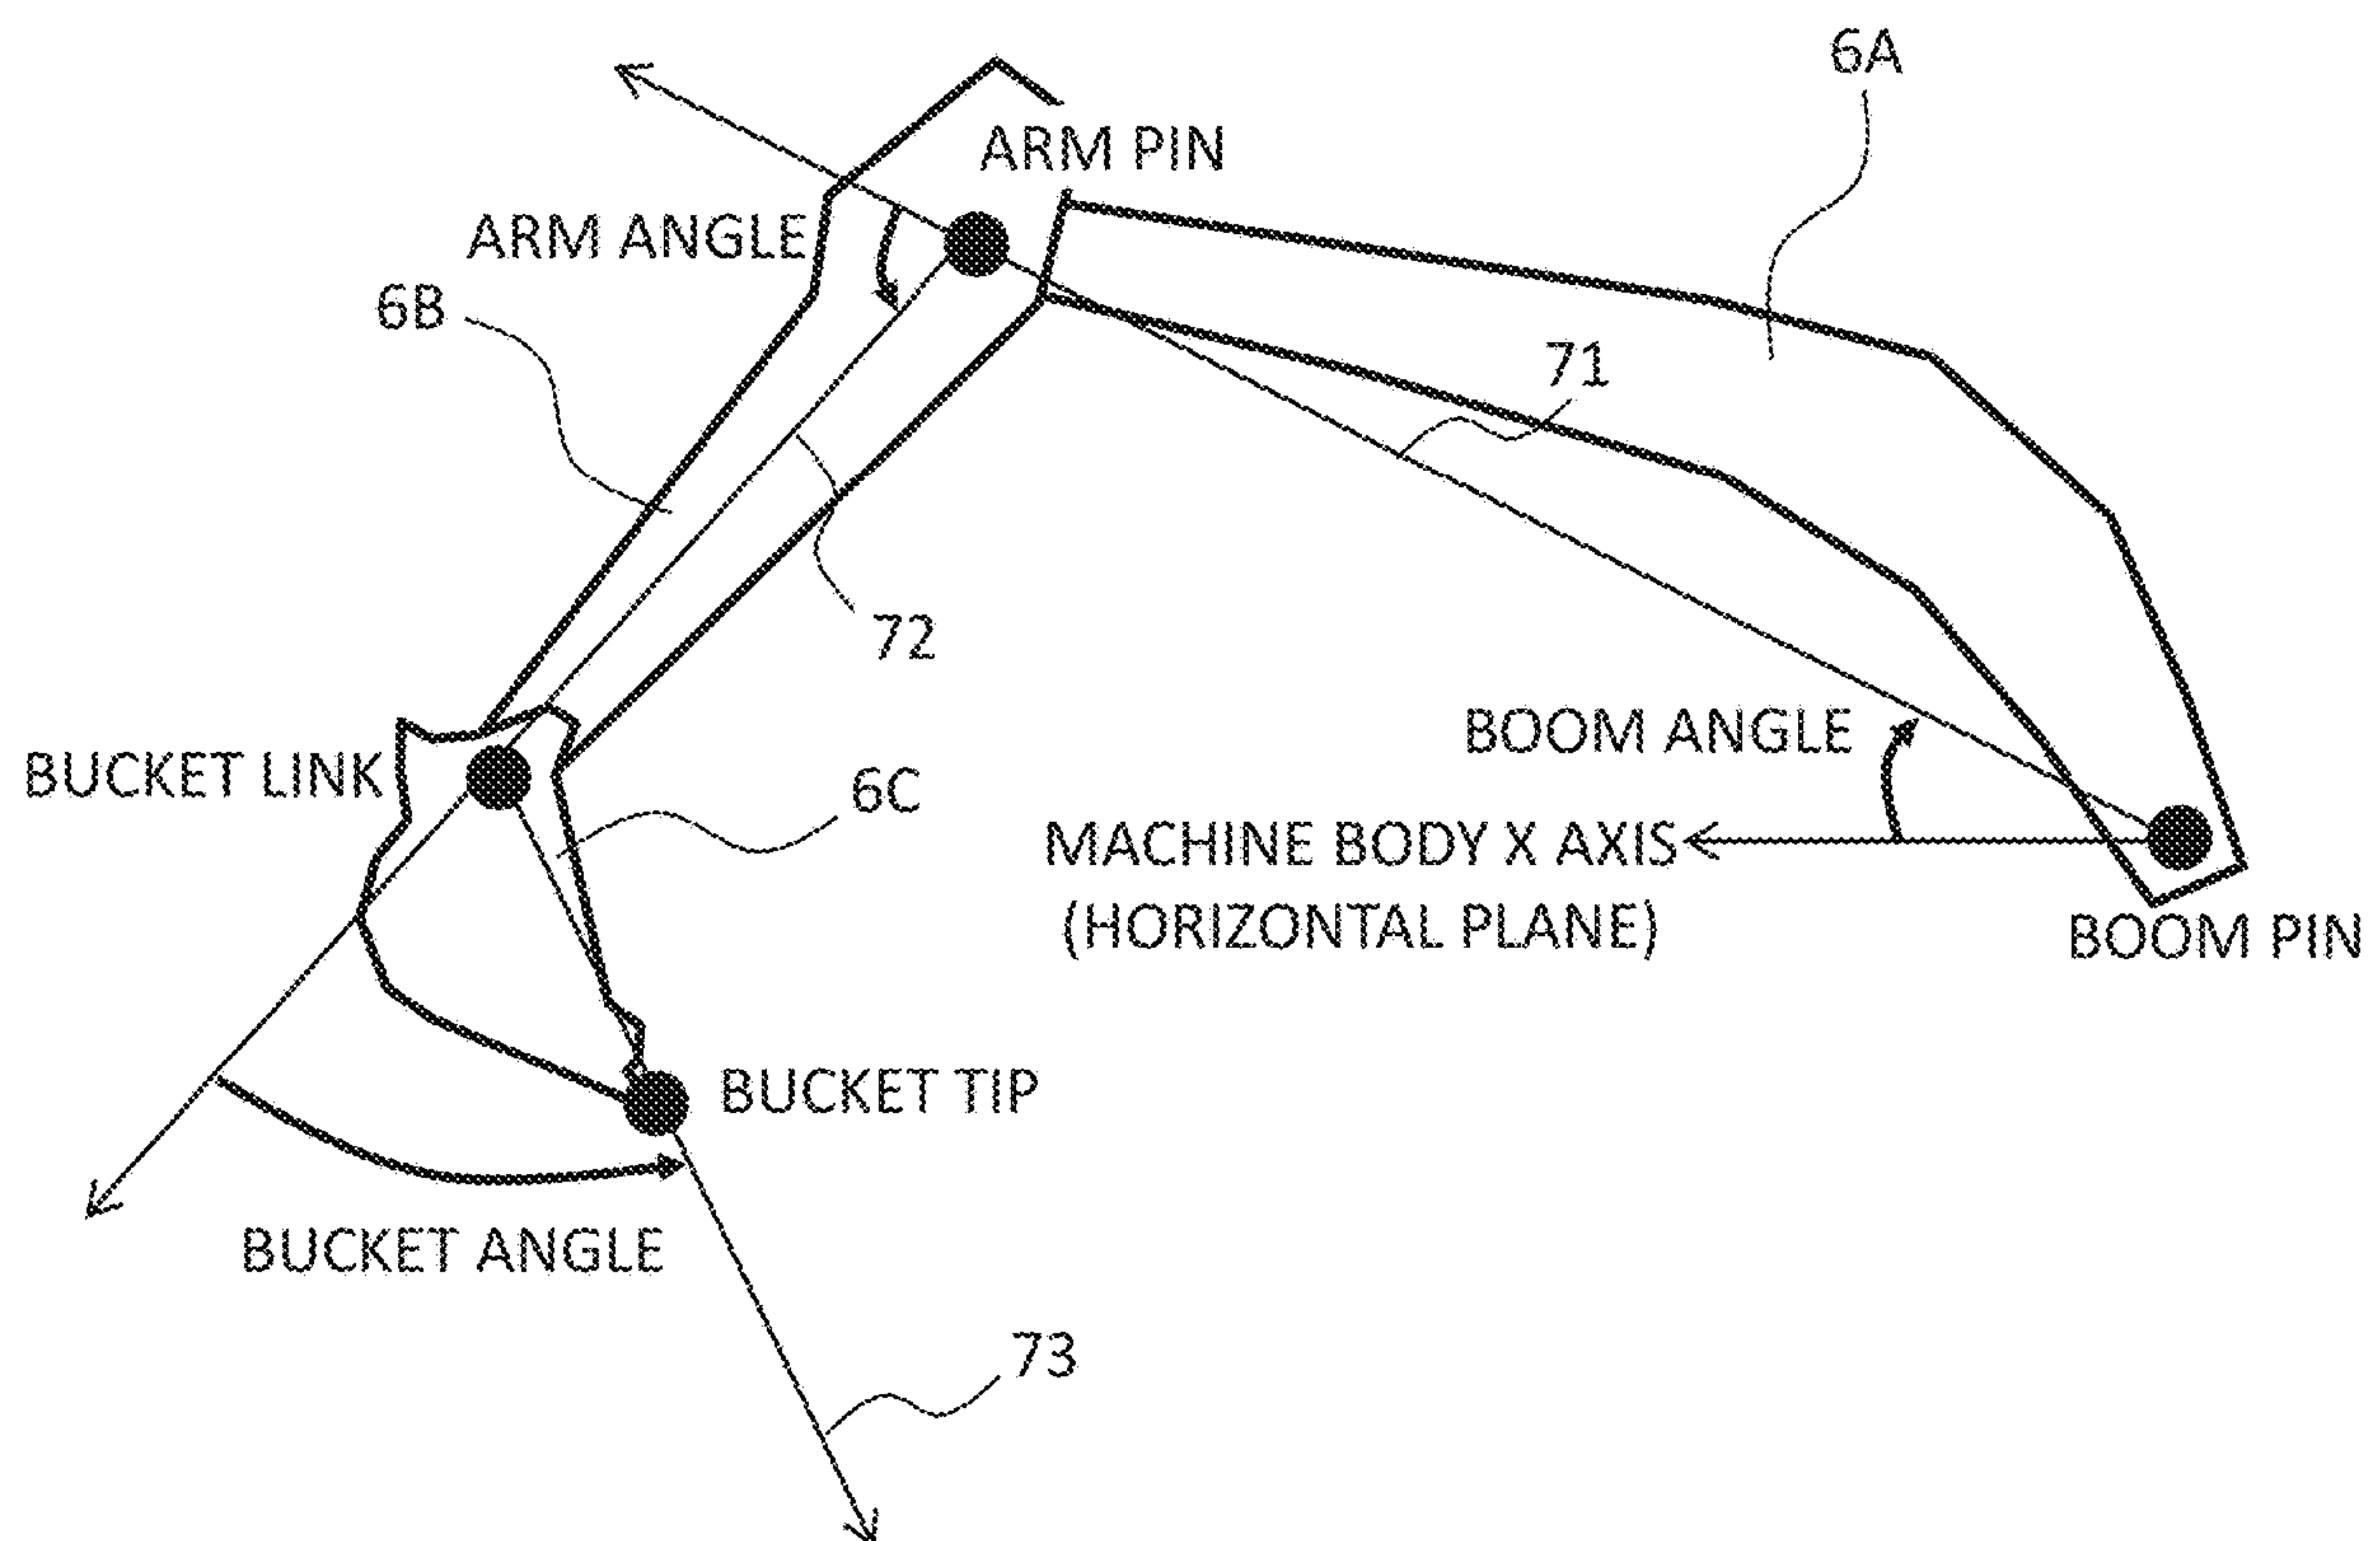 6A
ARM PIN
ARM ANGLE
6B
71
72
BOOM ANGLE
BUCKET LINK
6C
MACHINE BODY X AXIS
(HORIZONTAL PLANE)
BOOM PIN
BUCKET TIP
BUCKET ANGLE
73